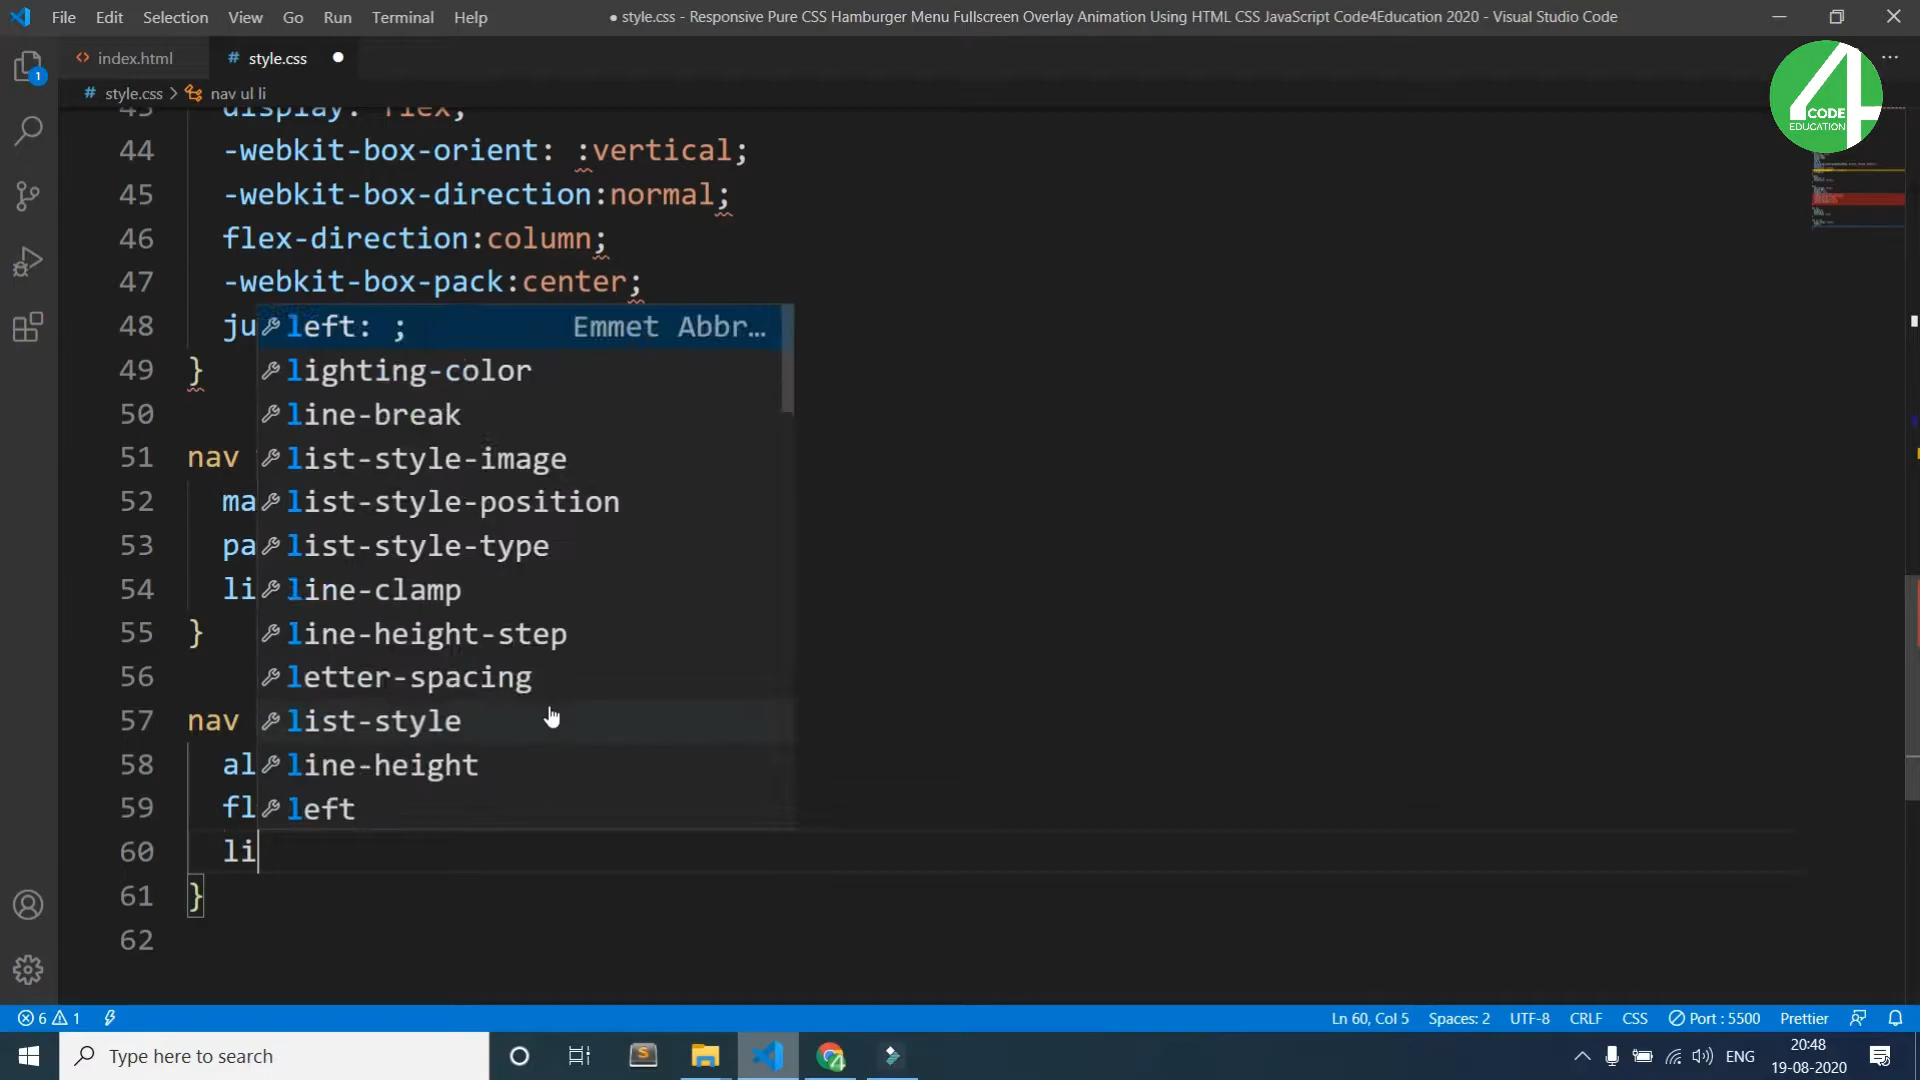 File Edit Selection View Go Run Terminal Help
● style.css - Responsive Pure CSS Hamburger Menu Fullscreen Overlay Animation Using HTML CSS JavaScript Code4Education 2020 - Visual Studio Code
index.html
# style.css
4 CODE EDUCATION
# style.css > nav ul li
1
43 display: flex;
44 -webkit-box-orient: :vertical;
45 -webkit-box-direction:normal;
46 flex-direction:column;
47 -webkit-box-pack:center;
48 ju
left: ; Emmet Abbr...
49 }
lighting-color
50
line-break
51 nav
list-style-image
52 ma
list-style-position
53 pa
list-style-type
54 li
line-clamp
55 }
line-height-step
56
letter-spacing
57 nav
list-style
58 al
line-height
59 fl
left
60 li
61 }
62
6 1
Ln 60, Col 5 Spaces: 2 UTF-8 CRLF CSS Port : 5500 Prettier
Type here to search
ENG
20:48
19-08-2020